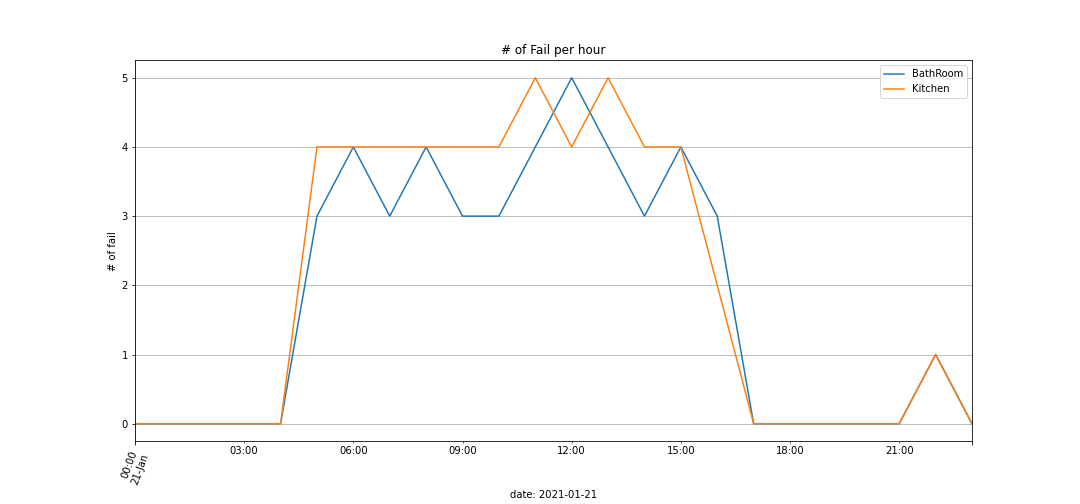 # of Fail per hour
BathRoom
Kitchen
5
4
3
2
1
0
# of fail
00:00
21-Jan
03:00
06:00
09:00
12:00
15:00
18:00
21:00
date: 2021-01-21